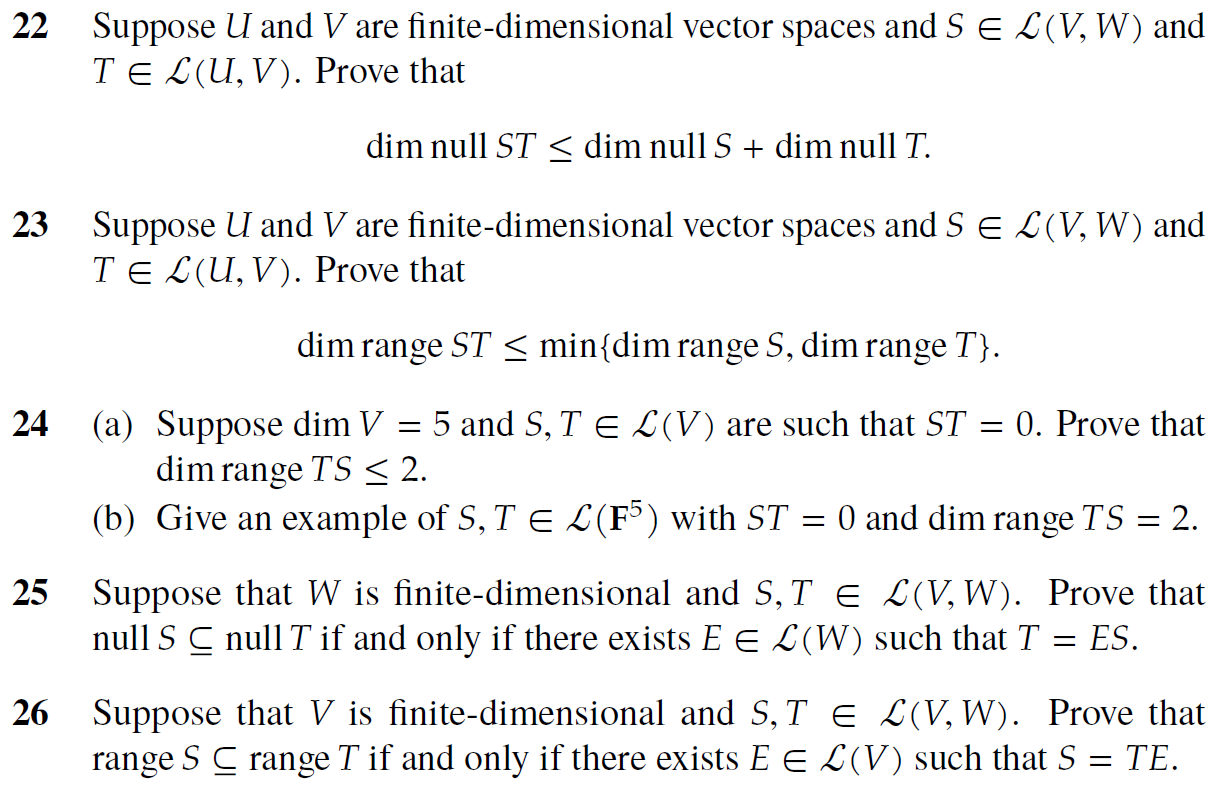 22 Suppose U and V are finite-dimensional vector spaces and S ∈ ℒ(V, W) and
T ∈ ℒ(U, V). Prove that
dim null ST ≤ dim null S + dim null T.
23 Suppose U and V are finite-dimensional vector spaces and S ∈ ℒ(V, W) and
T ∈ ℒ(U, V). Prove that
dim range ST ≤ min{dim range S, dim range T}.
24 (a) Suppose dim V = 5 and S, T ∈ ℒ(V) are such that ST = 0. Prove that
dim range TS ≤ 2.
(b) Give an example of S, T ∈ ℒ(F⁵) with ST = 0 and dim range TS = 2.
25 Suppose that W is finite-dimensional and S, T ∈ ℒ(V, W). Prove that
null S ⊆ null T if and only if there exists E ∈ ℒ(W) such that T = ES.
26 Suppose that V is finite-dimensional and S, T ∈ ℒ(V, W). Prove that
range S ⊆ range T if and only if there exists E ∈ ℒ(V) such that S = TE.